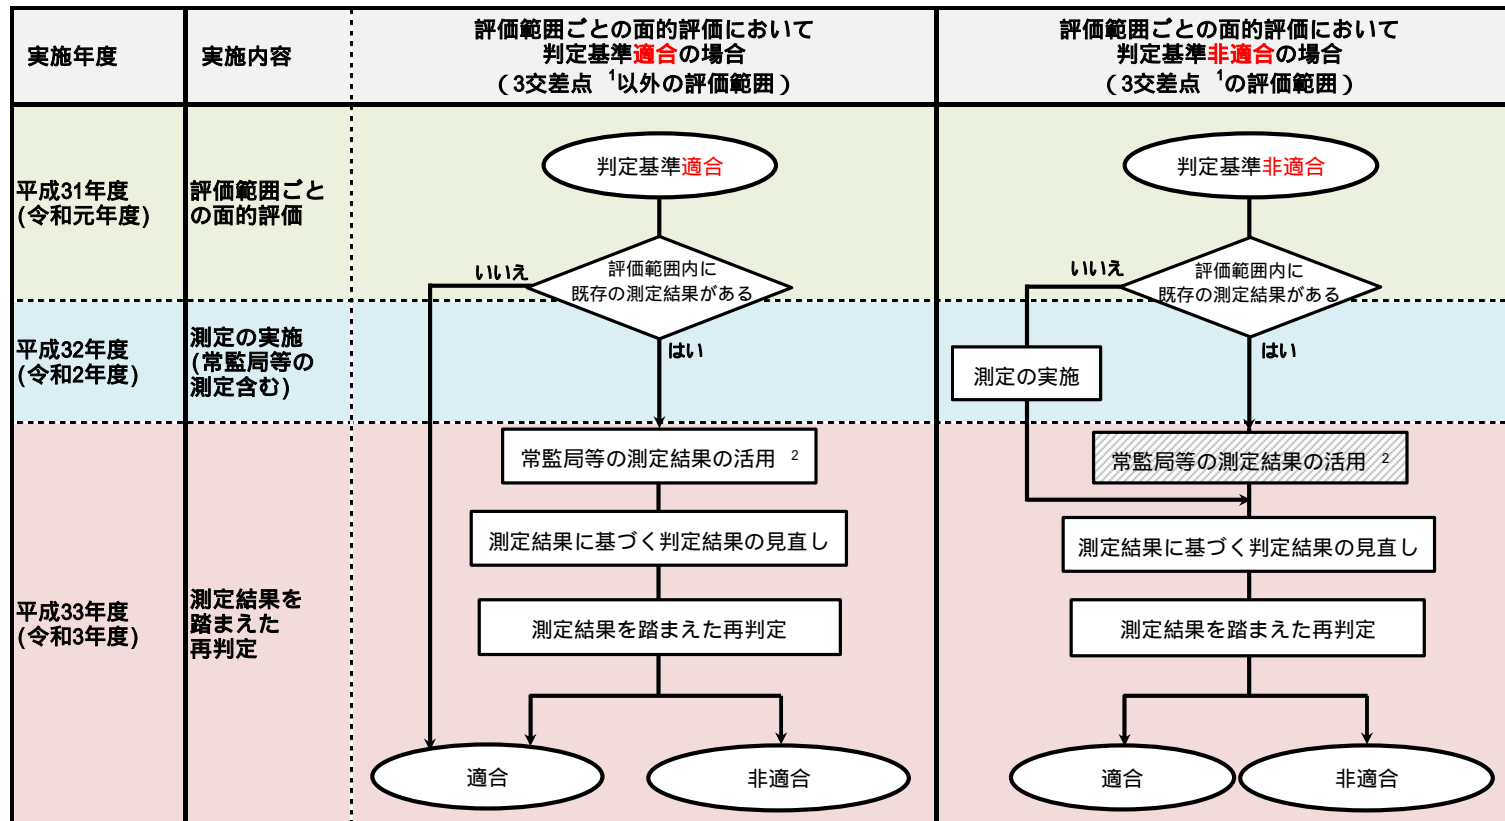 実施年度
実施内容
評価範囲ごとの面的評価において
判定基準適合の場合
(3交差点 1以外の評価範囲)
評価範囲ごとの面的評価において
判定基準非適合の場合
(3交差点 1の評価範囲)
平成31年度
(令和元年度)
評価範囲ごと
の面的評価
判定基準適合
いいえ
評価範囲内に
既存の測定結果がある
はい
判定基準非適合
いいえ
評価範囲内に
既存の測定結果がある
はい
平成32年度
(令和2年度)
測定の実施
(常監局等の
測定含む)
測定の実施
平成33年度
(令和3年度)
測定結果を
踏まえた
再判定
常監局等の測定結果の活用 2
測定結果に基づく判定結果の見直し
測定結果を踏まえた再判定
適合
非適合
常監局等の測定結果の活用 2
測定結果に基づく判定結果の見直し
測定結果を踏まえた再判定
適合
非適合